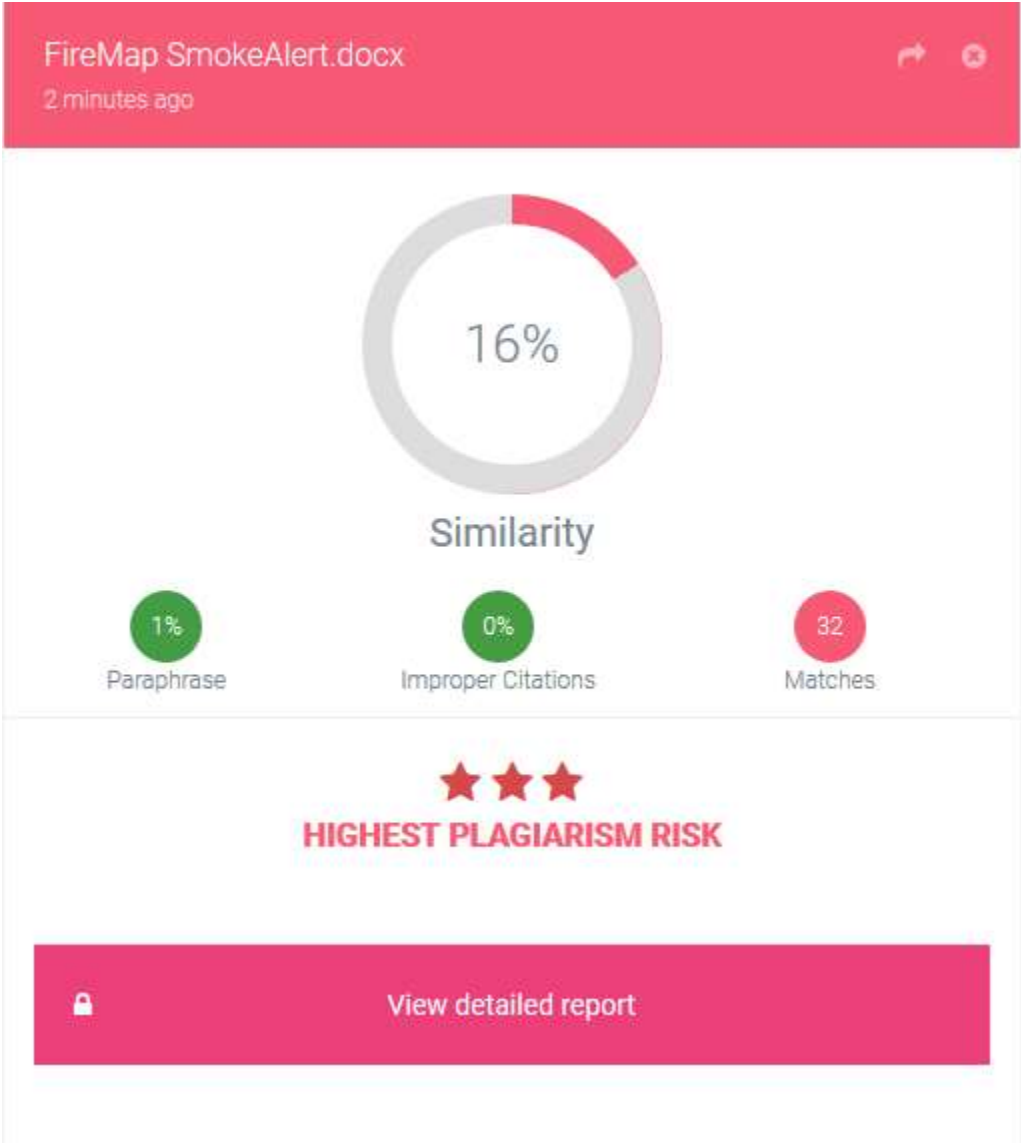 FireMap SmokeAlert.docx
2 minutes ago
16%
Similarity
1%
0%
32
Paraphrase
Improper Citations
Matches
HIGHEST PLAGIARISM RISK
View detailed report